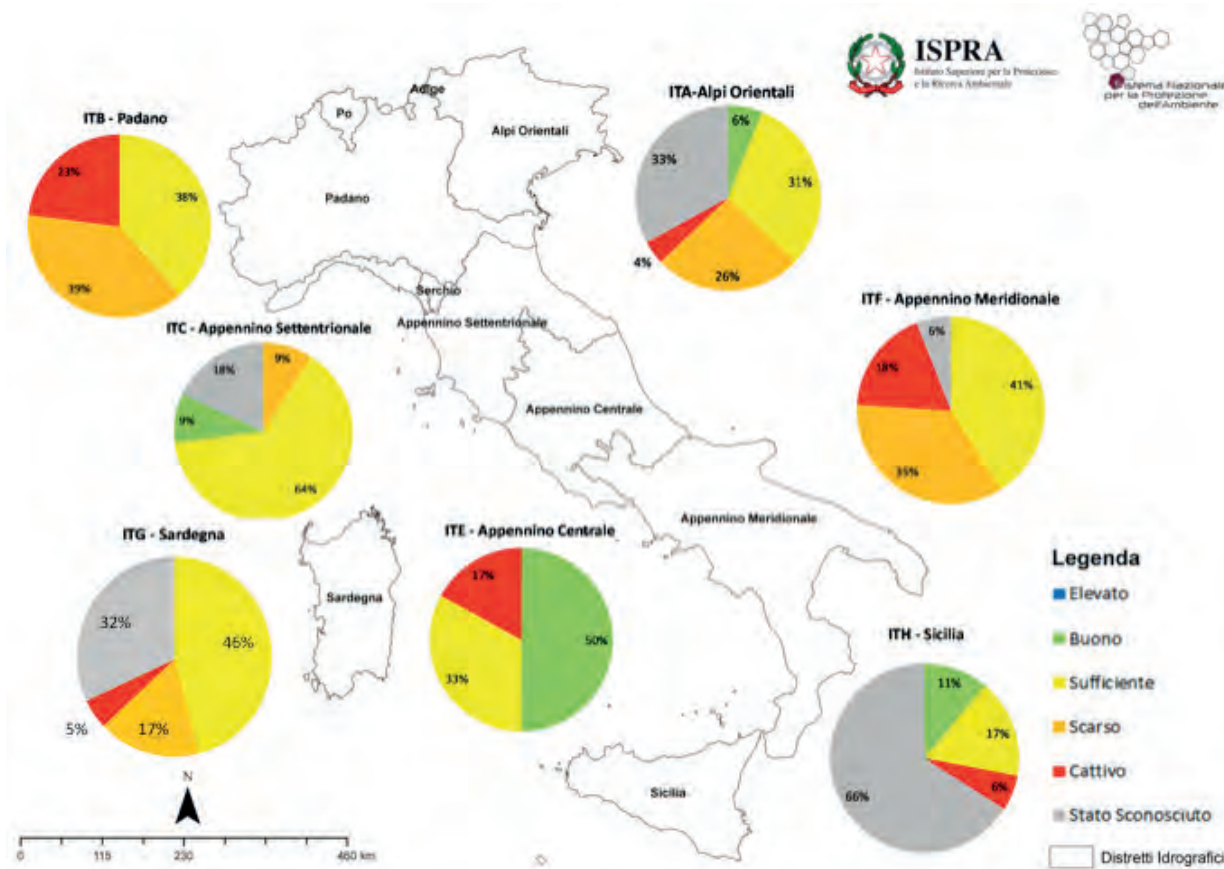 ISPRA
Istituto Superiore per la Protezione
e la Ricerca Ambientale
Sistema Nazionale
per la Protezione
dell'Ambiente
ITB - Padano
23%
38%
39%
Adige
Po
Alpi Orientali
Padano
ITA-Alpi Orientali
6%
33%
31%
4%
26%
Serchio
Appennino Settentrionale
ITC - Appennino Settentrionale
9%
18%
9%
64%
ITF - Appennino Meridionale
6%
18%
41%
35%
Appennino Centrale
Appennino Meridionale
ITG - Sardegna
32%
46%
5%
17%
Sardegna
ITE - Appennino Centrale
17%
50%
33%
ITH - Sicilia
11%
17%
6%
66%
Sicilia
Legenda
Elevato
Buono
Sufficiente
Scarso
Cattivo
Stato Sconosciuto
Distretti Idrografici
N
0 115 230 460 kms